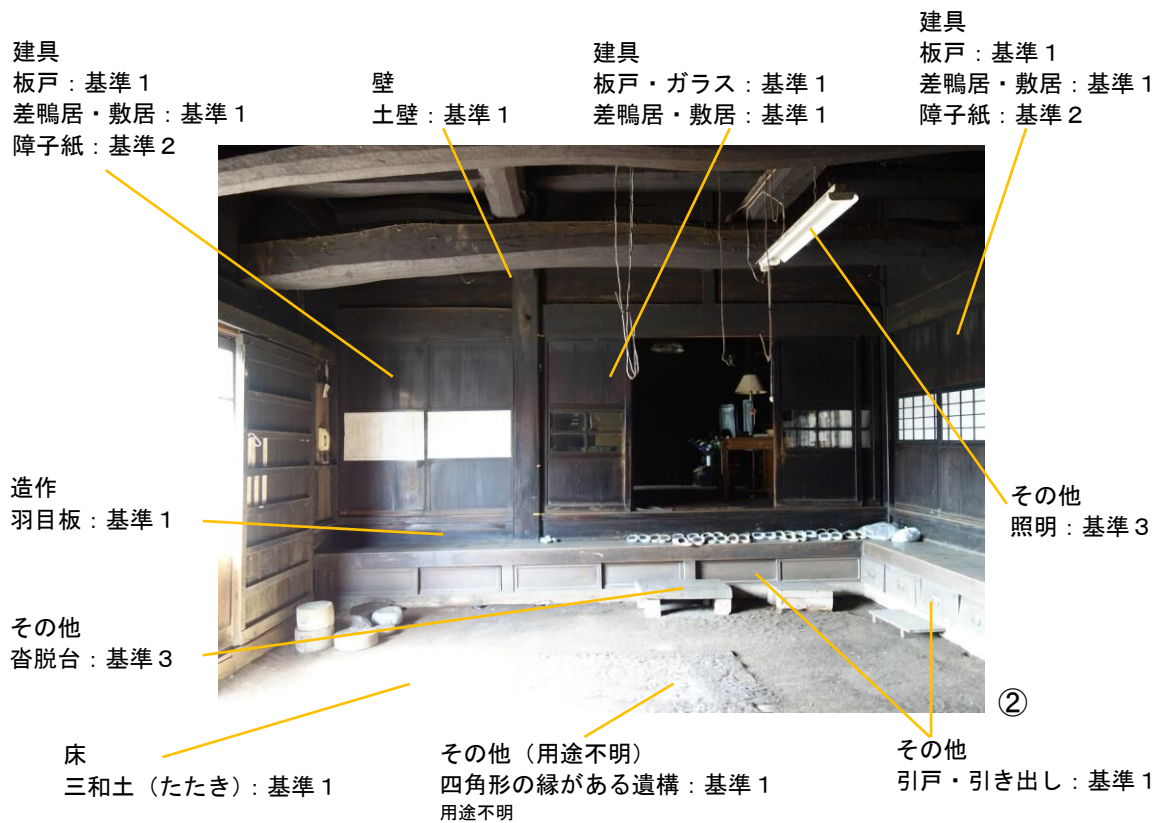 建具
板戸：基準１
差鴨居・敷居：基準１
障子紙：基準２
壁
土壁：基準１
建具
板戸・ガラス：基準１
差鴨居・敷居：基準１
建具
板戸：基準１
差鴨居・敷居：基準１
障子紙：基準２
造作
羽目板：基準１
その他
照明：基準３
その他
沓脱台：基準３
②
床
三和土（たたき）：基準１
その他（用途不明）
四角形の縁がある遺構：基準１
用途不明
その他
引戸・引き出し：基準１